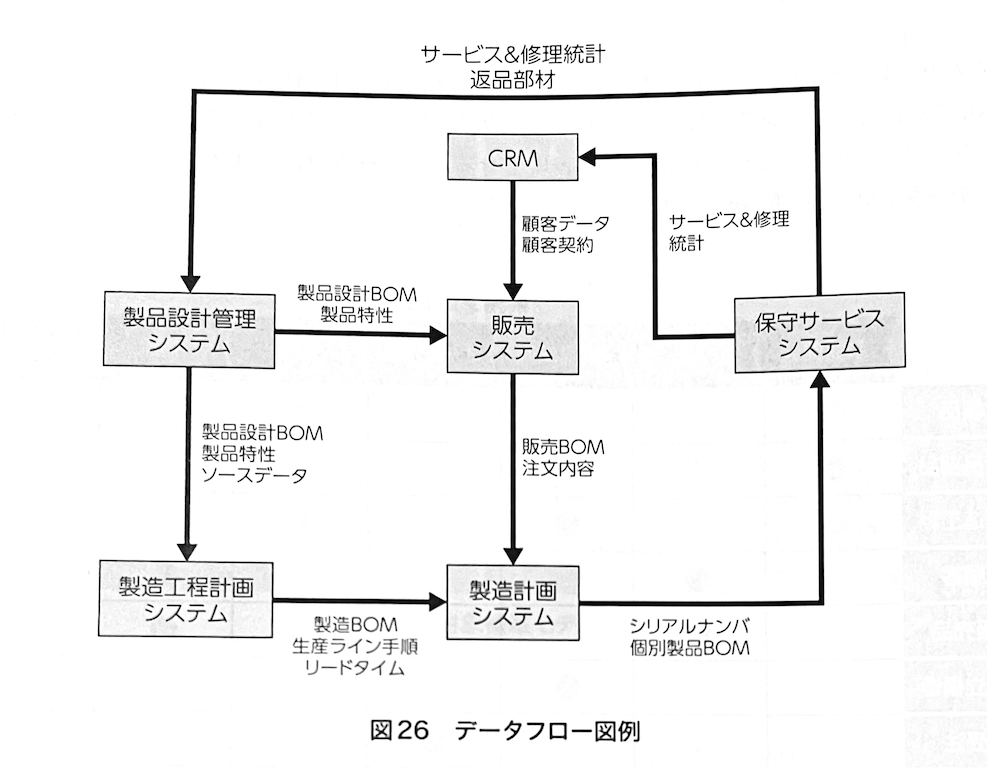 サービス&修理統計
返品部材
CRM
顧客データ
顧客契約
サービス&修理
統計
製品設計BOM
製品特性
製品設計管理
システム
販売
システム
保守サービス
システム
製品設計BOM
製品特性
ソースデータ
販売BOM
注文内容
製造工程計画
システム
製造計画
システム
製造BOM
生産ライン手順
リードタイム
シリアルナンバ
個別製品BOM
図26 データフロー図例